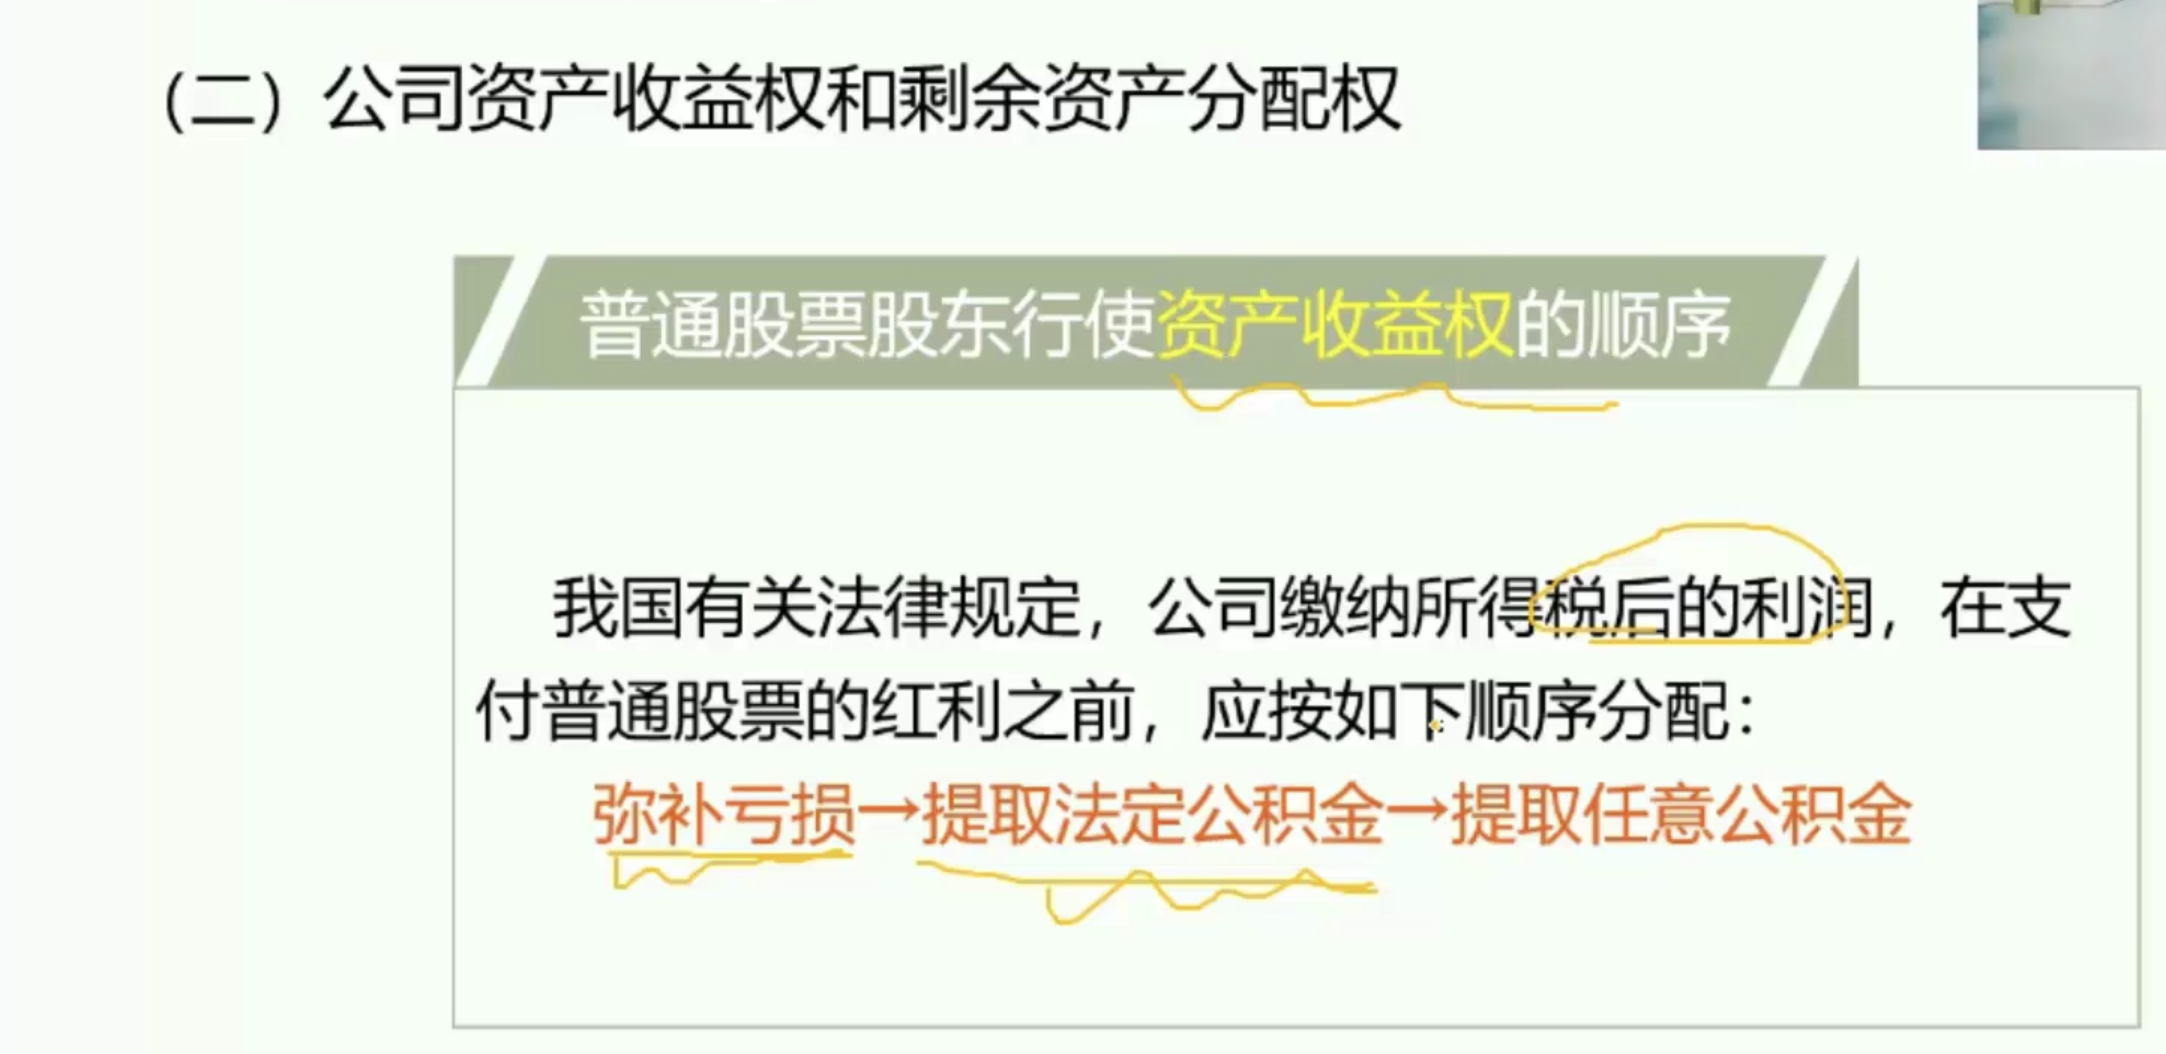 （二）公司资产收益权和剩余资产分配权
普通股票股东行使资产收益权的顺序
我国有关法律规定，公司缴纳所得税后的利润，在支
付普通股票的红利之前，应按如下顺序分配：
弥补亏损→提取法定公积金→提取任意公积金